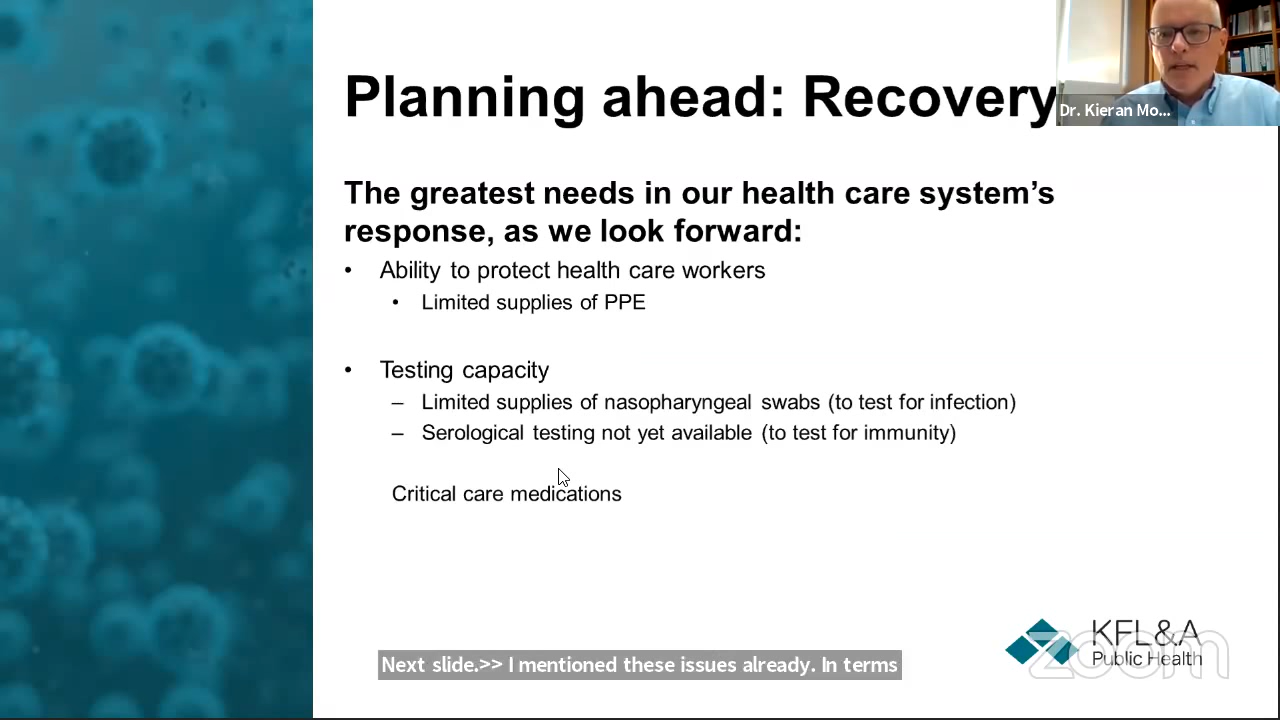 Planning ahead: Recovery
Dr. Kieran Mo...
The greatest needs in our health care system’s
response, as we look forward:
• Ability to protect health care workers
• Limited supplies of PPE
• Testing capacity
– Limited supplies of nasopharyngeal swabs (to test for infection)
– Serological testing not yet available (to test for immunity)
Critical care medications
KFL&A
Public Health
zoom
Next slide.>> I mentioned these issues already. In terms